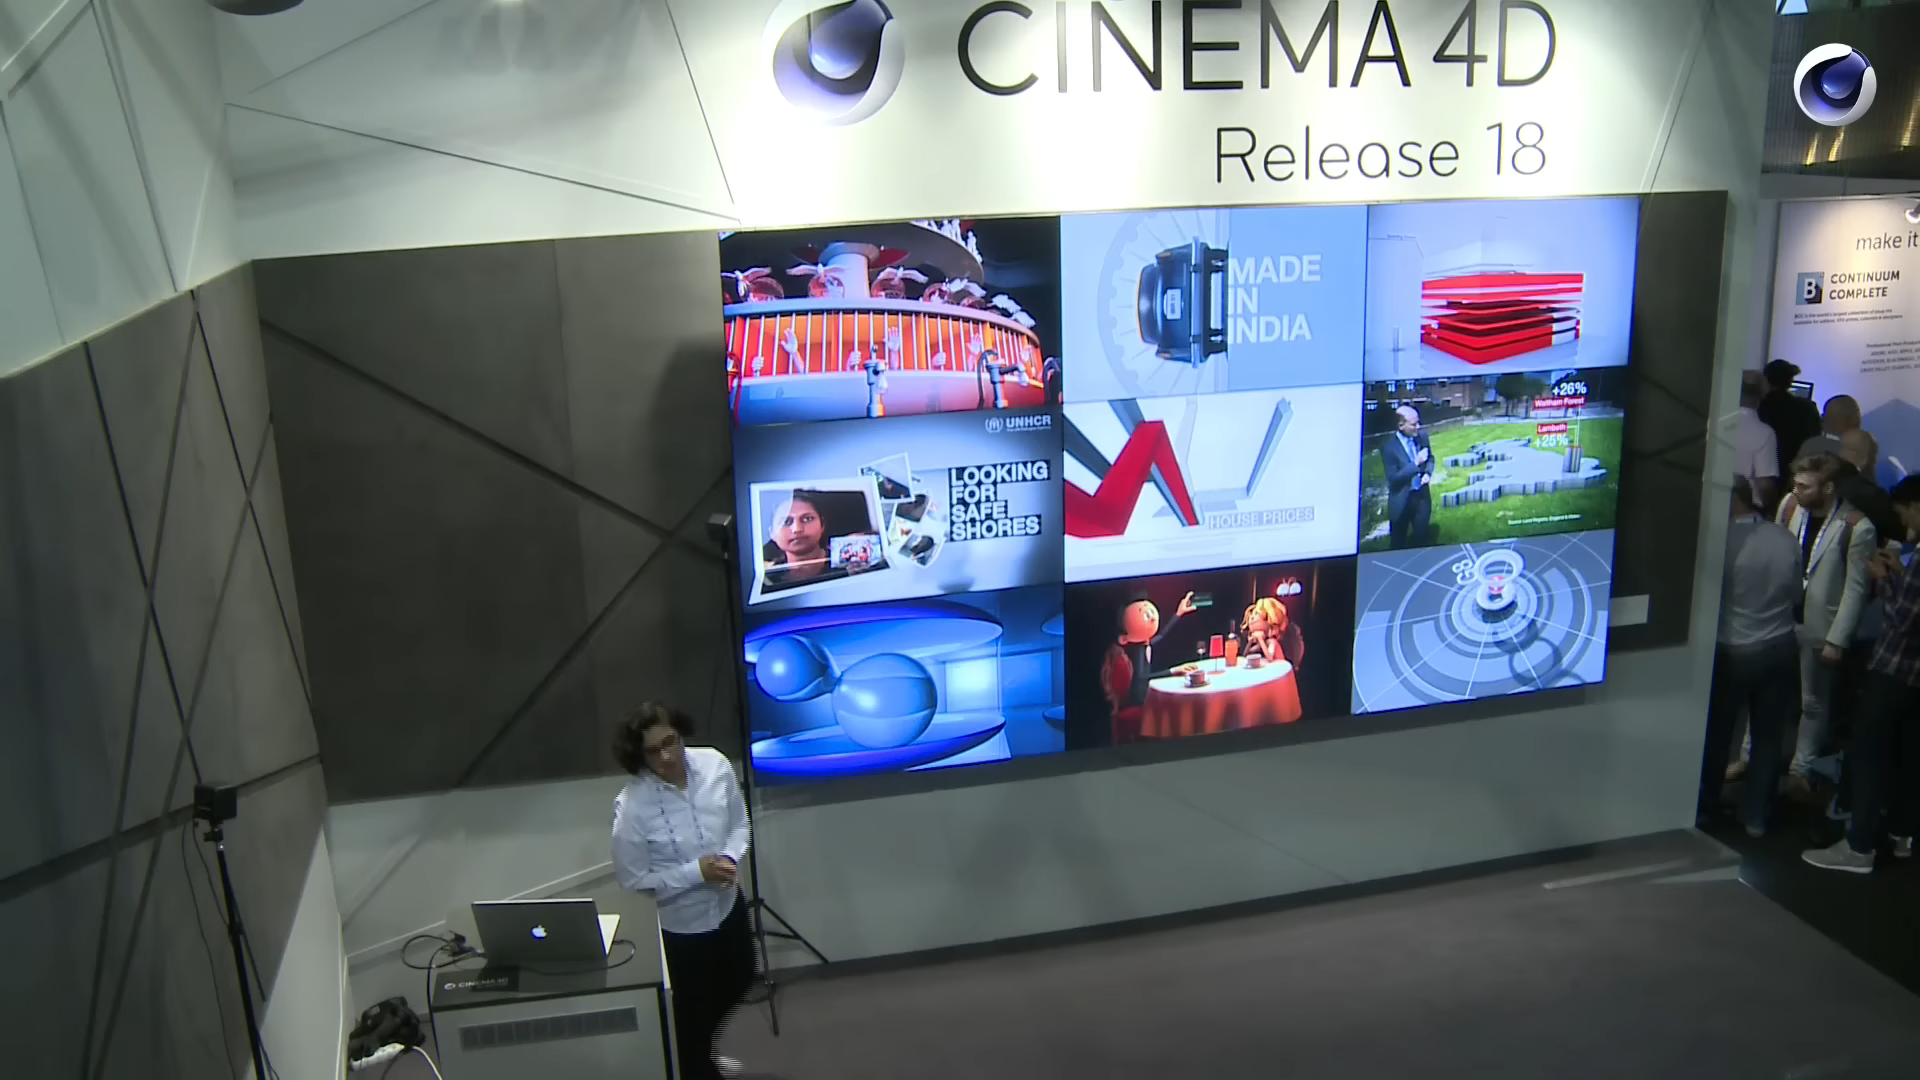 CINEMA 4D
Release 18
make it
B CONTINUUM
COMPLETE
MADE
IN
INDIA
+26%
Waltham Forest
Lambeth
+25%
UNHCR
LOOKING
FOR
SAFE
SHORES
HOUSE PRICES
G8
CINEMA 4D